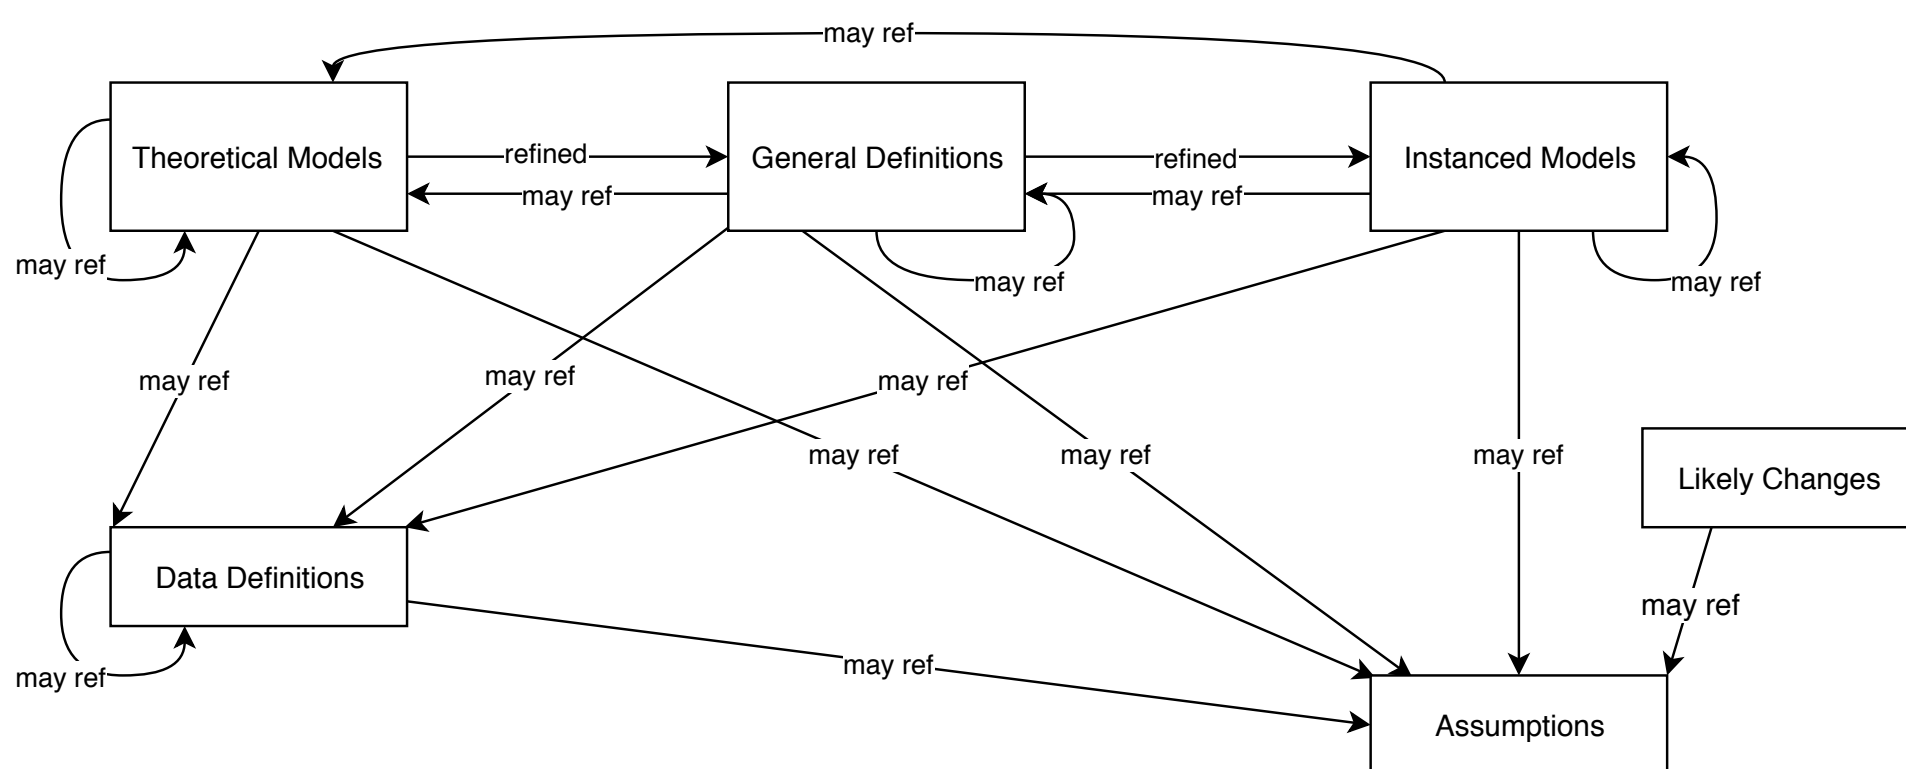 may ref
Theoretical Models
refined
General Definitions
refined
Instanced Models
may ref
may ref
may ref
may ref
may ref
may ref
may ref
may ref
may ref
may ref
may ref
Likely Changes
Data Definitions
may ref
may ref
may ref
may ref
Assumptions